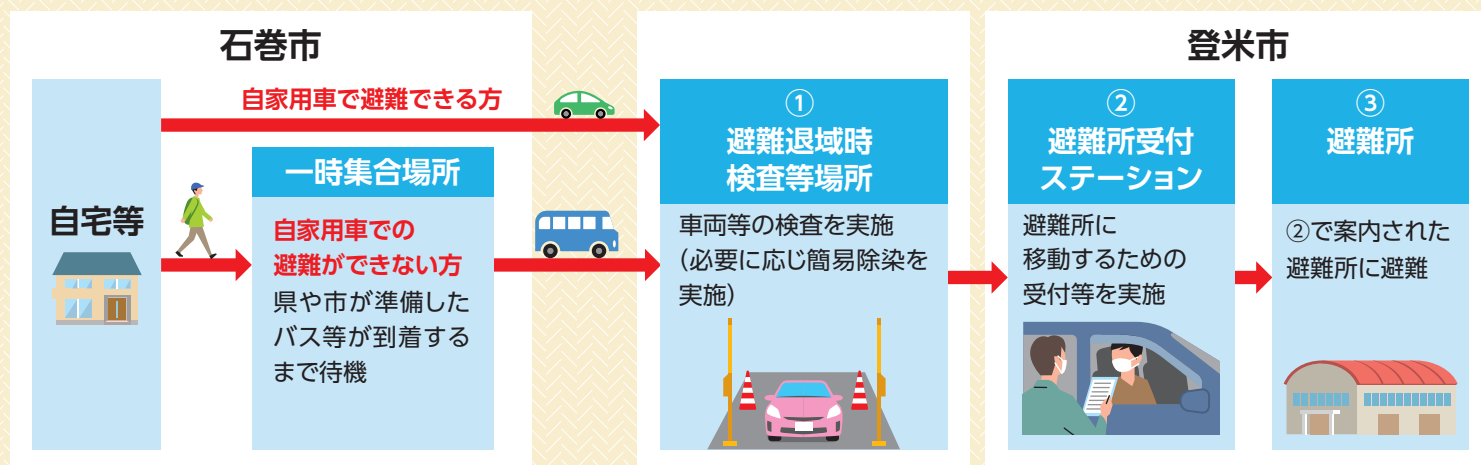 石巻市
自宅等
自家用車で避難できる方
一時集合場所
自家用車での
避難ができない方
県や市が準備した
バス等が到着する
まで待機
①
避難退域時
検査等場所
車両等の検査を実施
（必要に応じ簡易除染を
実施）
登米市
②
避難所受付
ステーション
避難所に
移動するための
受付等を実施
③
避難所
②で案内された
避難所に避難